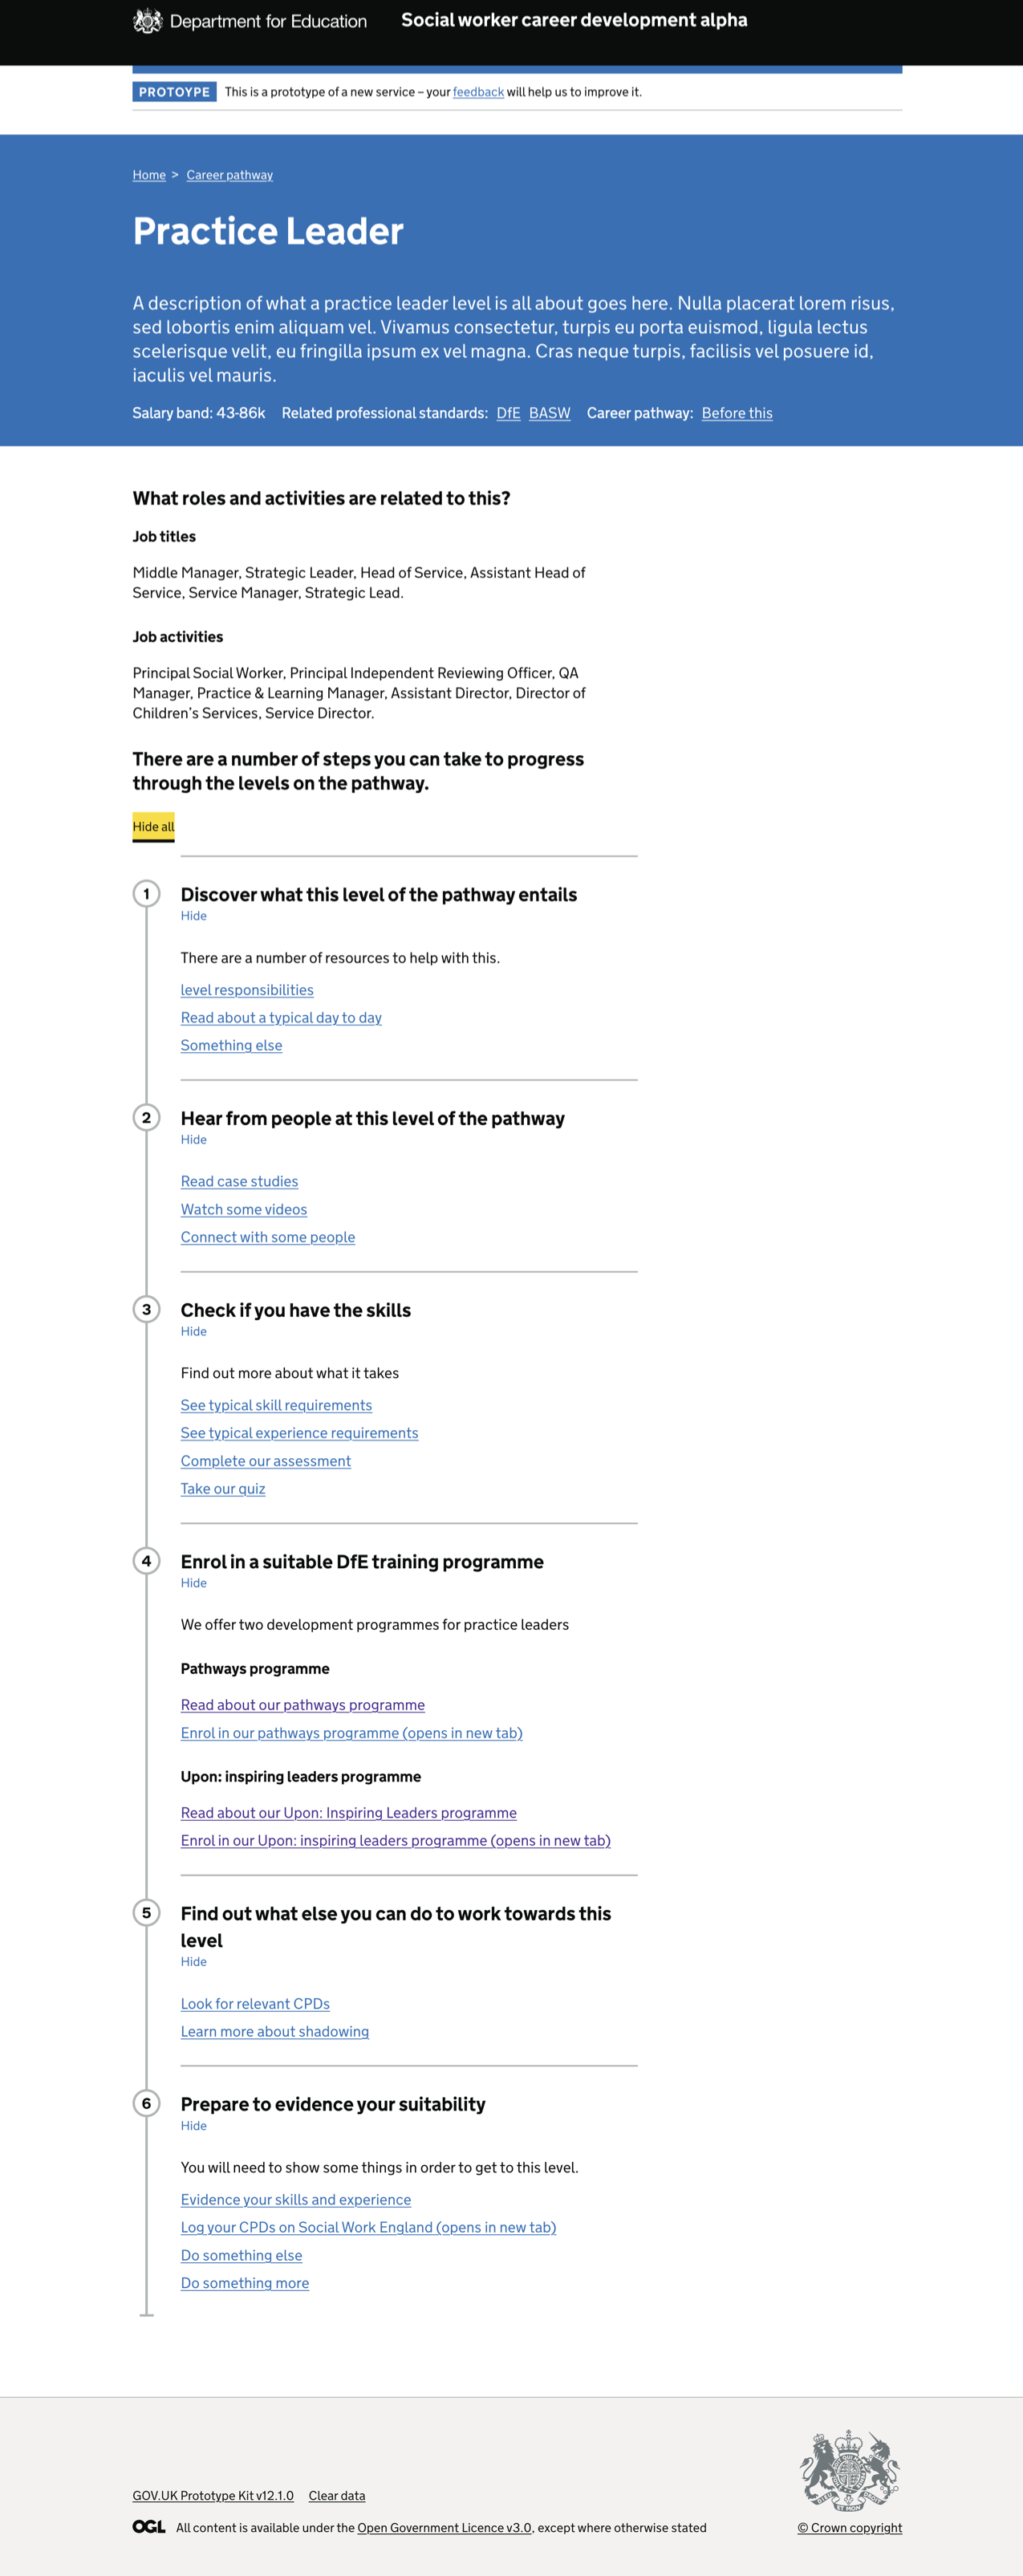 Department for Education
Social worker career development alpha
PROTOYPE
This is a prototype of a new service – your feedback will help us to improve it.
Home > Career pathway
Practice Leader
A description of what a practice leader level is all about goes here. Nulla placerat lorem risus,
sed lobortis enim aliquam vel. Vivamus consectetur, turpis eu porta euismod, ligula lectus
scelerisque velit, eu fringilla ipsum ex vel magna. Cras neque turpis, facilisis vel posuere id,
iaculis vel mauris.
Salary band: 43-86k Related professional standards: DfE BASW Career pathway: Before this
What roles and activities are related to this?
Job titles
Middle Manager, Strategic Leader, Head of Service, Assistant Head of
Service, Service Manager, Strategic Lead.
Job activities
Principal Social Worker, Principal Independent Reviewing Officer, QA
Manager, Practice & Learning Manager, Assistant Director, Director of
Children’s Services, Service Director.
There are a number of steps you can take to progress
through the levels on the pathway.
Hide all
1 Discover what this level of the pathway entails
Hide
There are a number of resources to help with this.
level responsibilities
Read about a typical day to day
Something else
2 Hear from people at this level of the pathway
Hide
Read case studies
Watch some videos
Connect with some people
3 Check if you have the skills
Hide
Find out more about what it takes
See typical skill requirements
See typical experience requirements
Complete our assessment
Take our quiz
4 Enrol in a suitable DfE training programme
Hide
We offer two development programmes for practice leaders
Pathways programme
Read about our pathways programme
Enrol in our pathways programme (opens in new tab)
Upon: inspiring leaders programme
Read about our Upon: Inspiring Leaders programme
Enrol in our Upon: inspiring leaders programme (opens in new tab)
5 Find out what else you can do to work towards this
level
Hide
Look for relevant CPDs
Learn more about shadowing
6 Prepare to evidence your suitability
Hide
You will need to show some things in order to get to this level.
Evidence your skills and experience
Log your CPDs on Social Work England (opens in new tab)
Do something else
Do something more
GOV.UK Prototype Kit v12.1.0 Clear data
OGL All content is available under the Open Government Licence v3.0, except where otherwise stated
© Crown copyright